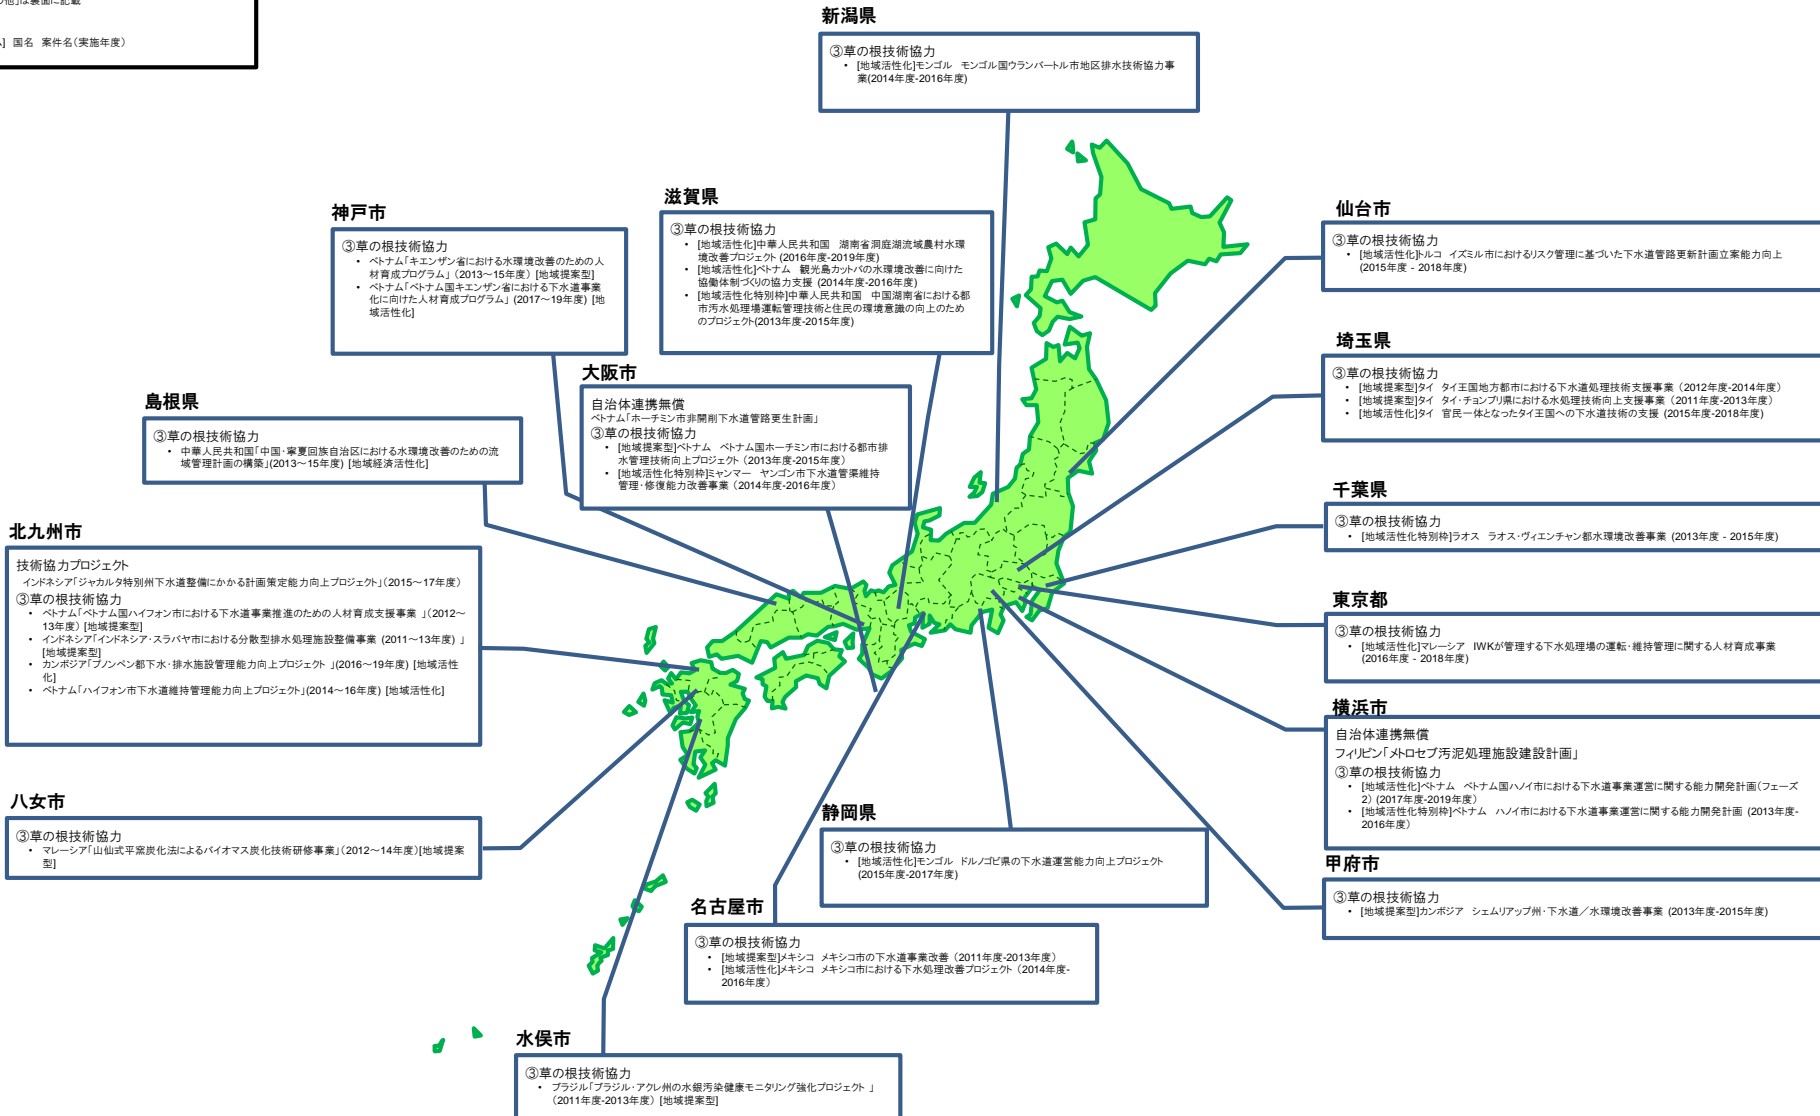 の他」は裏面に記載
] 国名 案件名(実施年度)
新潟県
③草の根技術協力
• [地域活性化]モンゴル モンゴル国ウランバートル市地区排水技術協力事
業(2014年度-2016年度)
滋賀県
③草の根技術協力
• [地域活性化]中華人民共和国 湖南省洞庭湖流域農村水環
境改善プロジェクト (2016年度-2019年度)
• [地域活性化]ベトナム 観光島カットバの水環境改善に向けた
協働体制づくりの協力支援 (2014年度-2016年度)
• [地域活性化特別枠]中華人民共和国 中国湖南省における都
市汚水処理場運転管理技術と住民の環境意識の向上のため
のプロジェクト(2013年度-2015年度)
神戸市
③草の根技術協力
• ベトナム「キエンザン省における水環境改善のための人
材育成プログラム」(2013～15年度) [地域提案型]
• ベトナム「ベトナム国キエンザン省における下水道事業
化に向けた人材育成プログラム」 (2017～19年度) [地
域活性化]
大阪市
自治体連携無償
ベトナム「ホーチミン市非開削下水道管路更生計画」
③草の根技術協力
• [地域提案型]ベトナム ベトナム国ホーチミン市における都市排
水管理技術向上プロジェクト (2013年度-2015年度)
• [地域活性化特別枠]ミャンマー ヤンゴン市下水道管渠維持
管理・修復能力改善事業 (2014年度-2016年度)
島根県
③草の根技術協力
• 中華人民共和国「中国・寧夏回族自治区における水環境改善のための流
域管理計画の構築」(2013～15年度) [地域経済活性化]
北九州市
技術協力プロジェクト
インドネシア「ジャカルタ特別州下水道整備にかかる計画策定能力向上プロジェクト」(2015～17年度)
③草の根技術協力
• ベトナム「ベトナム国ハイフォン市における下水道事業推進のための人材育成支援事業 」(2012～
13年度) [地域提案型]
• インドネシア「インドネシア・スラバヤ市における分散型排水処理施設整備事業 (2011～13年度) 」
[地域提案型]
• カンボジア「プノンペン都下水・排水施設管理能力向上プロジェクト 」(2016～19年度) [地域活性
化]
• ベトナム「ハイフォン市下水道維持管理能力向上プロジェクト」(2014～16年度) [地域活性化]
八女市
③草の根技術協力
• マレーシア「山仙式平窯炭化法によるバイオマス炭化技術研修事業」(2012～14年度)[地域提案
型]
水俣市
③草の根技術協力
• ブラジル「ブラジル・アクレ州の水銀汚染健康モニタリング強化プロジェクト 」
(2011年度-2013年度) [地域提案型]
名古屋市
③草の根技術協力
• [地域提案型]メキシコ メキシコ市の下水道事業改善 (2011年度-2013年度)
• [地域活性化]メキシコ メキシコ市における下水処理改善プロジェクト (2014年度-
2016年度)
静岡県
③草の根技術協力
• [地域活性化]モンゴル ドルノゴビ県の下水道運営能力向上プロジェクト
(2015年度-2017年度)
仙台市
③草の根技術協力
• [地域活性化]トルコ イズミル市におけるリスク管理に基づいた下水道管路更新計画立案能力向上
(2015年度 - 2018年度)
埼玉県
③草の根技術協力
• [地域提案型]タイ タイ王国地方都市における下水道処理技術支援事業 (2012年度-2014年度)
• [地域提案型]タイ タイ・チョンブリ県における水処理技術向上支援事業 (2011年度-2013年度)
• [地域活性化]タイ 官民一体となったタイ王国への下水道技術の支援 (2015年度-2018年度)
千葉県
③草の根技術協力
• [地域活性化特別枠]ラオス ラオス・ヴィエンチャン都水環境改善事業 (2013年度 - 2015年度)
東京都
③草の根技術協力
• [地域活性化]マレーシア IWKが管理する下水処理場の運転・維持管理に関する人材育成事業
(2016年度 - 2018年度)
横浜市
自治体連携無償
フィリピン「メトロセブ汚泥処理施設建設計画」
③草の根技術協力
• [地域活性化]ベトナム ベトナム国ハノイ市における下水道事業運営に関する能力開発計画(フェーズ
2) (2017年度-2019年度)
• [地域活性化特別枠]ベトナム ハノイ市における下水道事業運営に関する能力開発計画 (2013年度-
2016年度)
甲府市
③草の根技術協力
• [地域提案型]カンボジア シェムリアップ州・下水道／水環境改善事業 (2013年度-2015年度)